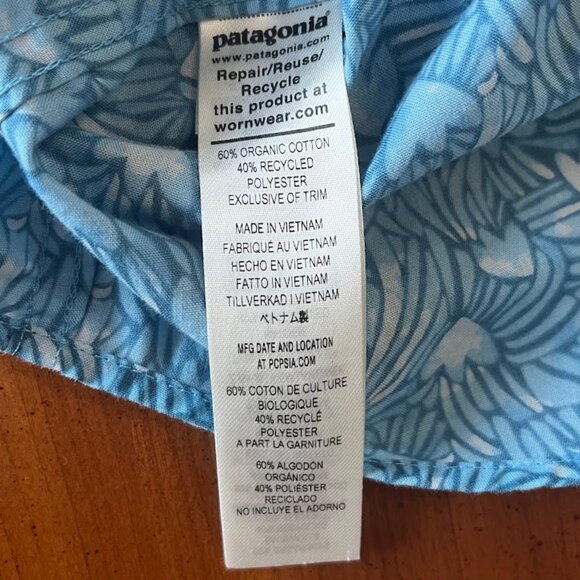 patagonia®
www.patagonia.com
Repair/Reuse/
Recycle
this product at
wornwear.com
60% ORGANIC COTTON
40% RECYCLED
POLYESTER
EXCLUSIVE OF TRIM
MADE IN VIETNAM
FABRIQUÉ AU VIETNAM
HECHO EN VIETNAM
FATTO IN VIETNAM
TILLVERKAD I VIETNAM
ベトナム製
MFG DATE AND LOCATION
AT PCPSIA.COM
60% COTON DE CULTURE
BIOLOGIQUE
40% RECYCLÉ
POLYESTER
A PART LA GARNITURE
60% ALGODÓN
ORGÁNICO
40% POLIÉSTER
RECICLADO
NO INCLUYE EL ADORNO